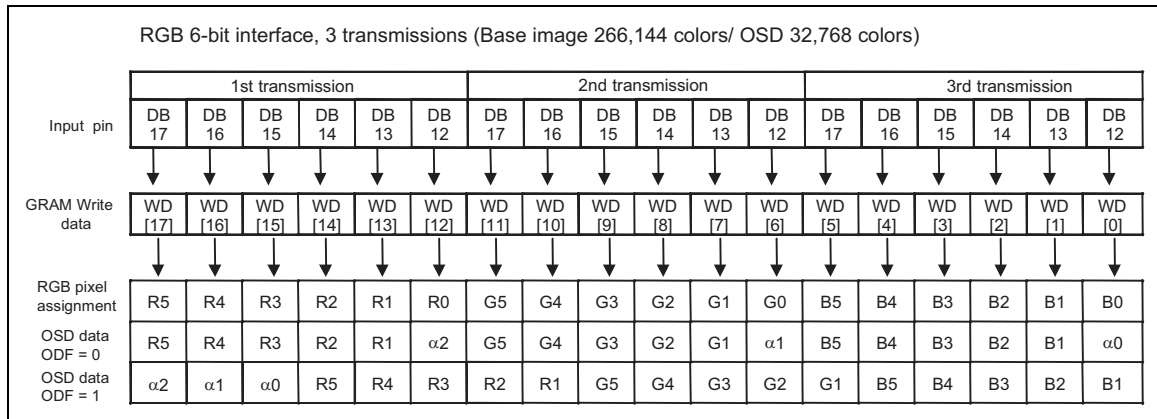 RGB 6-bit interface, 3 transmissions (Base image 266,144 colors/ OSD 32,768 colors)
1st transmission 2nd transmission 3rd transmission
Input pin DB 17 DB 16 DB 15 DB 14 DB 13 DB 12 DB 17 DB 16 DB 15 DB 14 DB 13 DB 12 DB 17 DB 16 DB 15 DB 14 DB 13 DB 12
GRAM Write data WD [17] WD [16] WD [15] WD [14] WD [13] WD [12] WD [11] WD [10] WD [9] WD [8] WD [7] WD [6] WD [5] WD [4] WD [3] WD [2] WD [1] WD [0]
RGB pixel assignment R5 R4 R3 R2 R1 R0 G5 G4 G3 G2 G1 G0 B5 B4 B3 B2 B1 B0
OSD data ODF = 0 R5 R4 R3 R2 R1 α2 G5 G4 G3 G2 G1 α1 B5 B4 B3 B2 B1 α0
OSD data ODF = 1 α2 α1 α0 R5 R4 R3 R2 R1 G5 G4 G3 G2 G1 B5 B4 B3 B2 B1